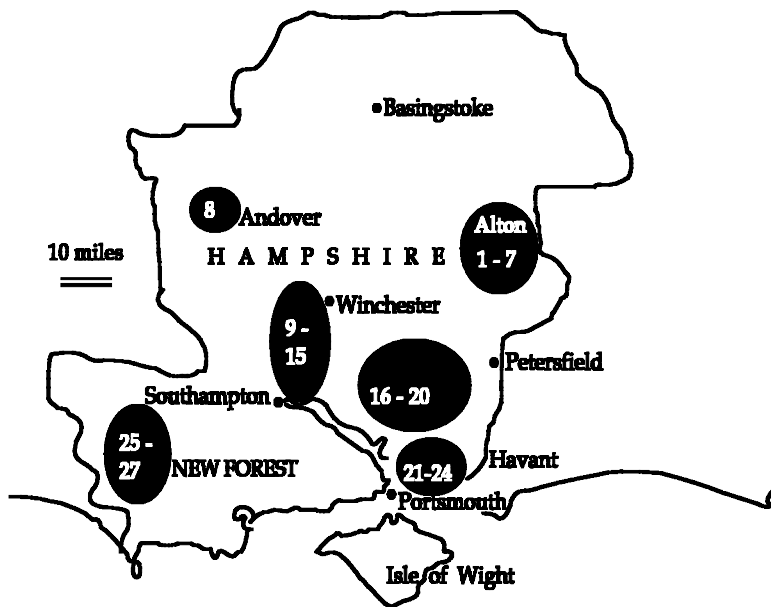 Basingstoke
8
Andover
Alton
1 - 7
10 miles
HAMPSHIRE
Winchester
9 -
15
Petersfield
16 - 20
Southampton
25 -
27
NEW FOREST
21-24
Havant
Portsmouth
Isle of Wight